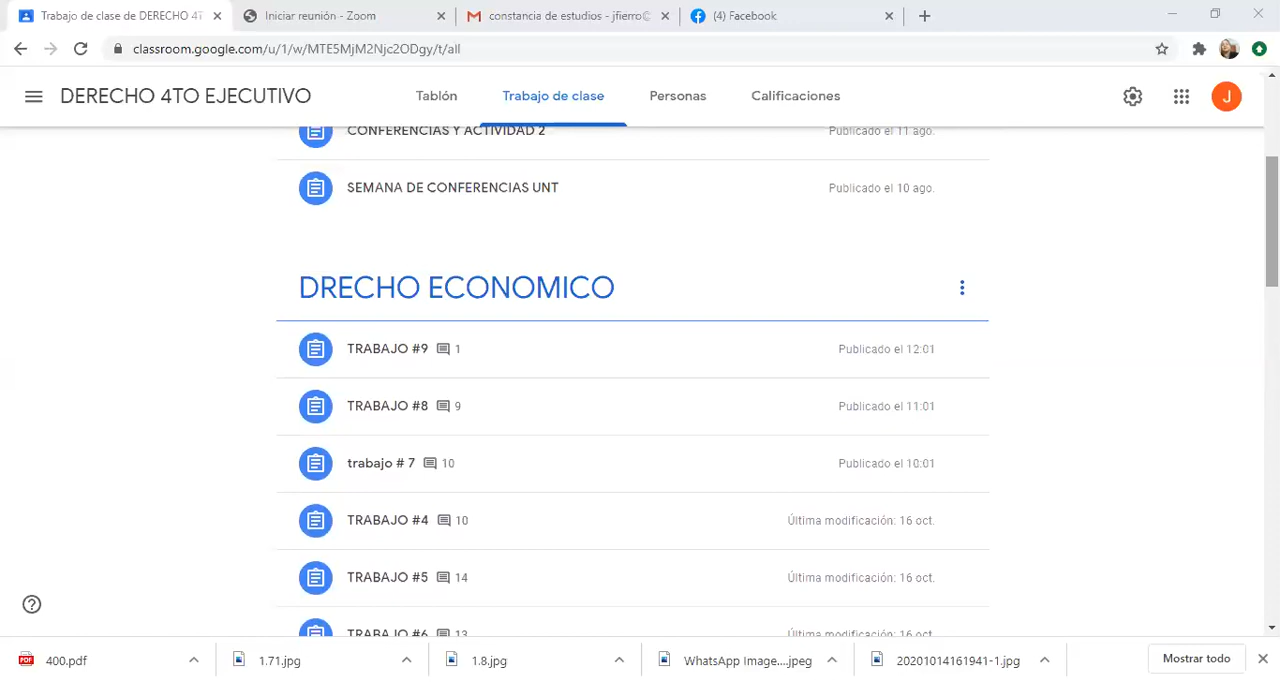 Trabajo de clase de DERECHO 4T
Iniciar reunión - Zoom
constancia de estudios - jfierro@
(4) Facebook
classroom.google.com/u/1/w/MTE5MjM2Njc2ODgy/t/all
DERECHO 4TO EJECUTIVO
Tablón
Trabajo de clase
Personas
Calificaciones
J
CONFERENCIAS Y ACTIVIDAD 2
Publicado el 11 ago.
SEMANA DE CONFERENCIAS UNT
Publicado el 10 ago.
DRECHO ECONOMICO
TRABAJO #9 1
Publicado el 12:01
TRABAJO #8 9
Publicado el 11:01
trabajo # 7 10
Publicado el 10:01
TRABAJO #4 10
Última modificación: 16 oct.
TRABAJO #5 14
Última modificación: 16 oct.
TRABAJO #6 13
Última modificación: 16 oct.
PDF
400.pdf
1.71.jpg
1.8.jpg
WhatsApp Image....jpeg
20201014161941-1.jpg
Mostrar todo